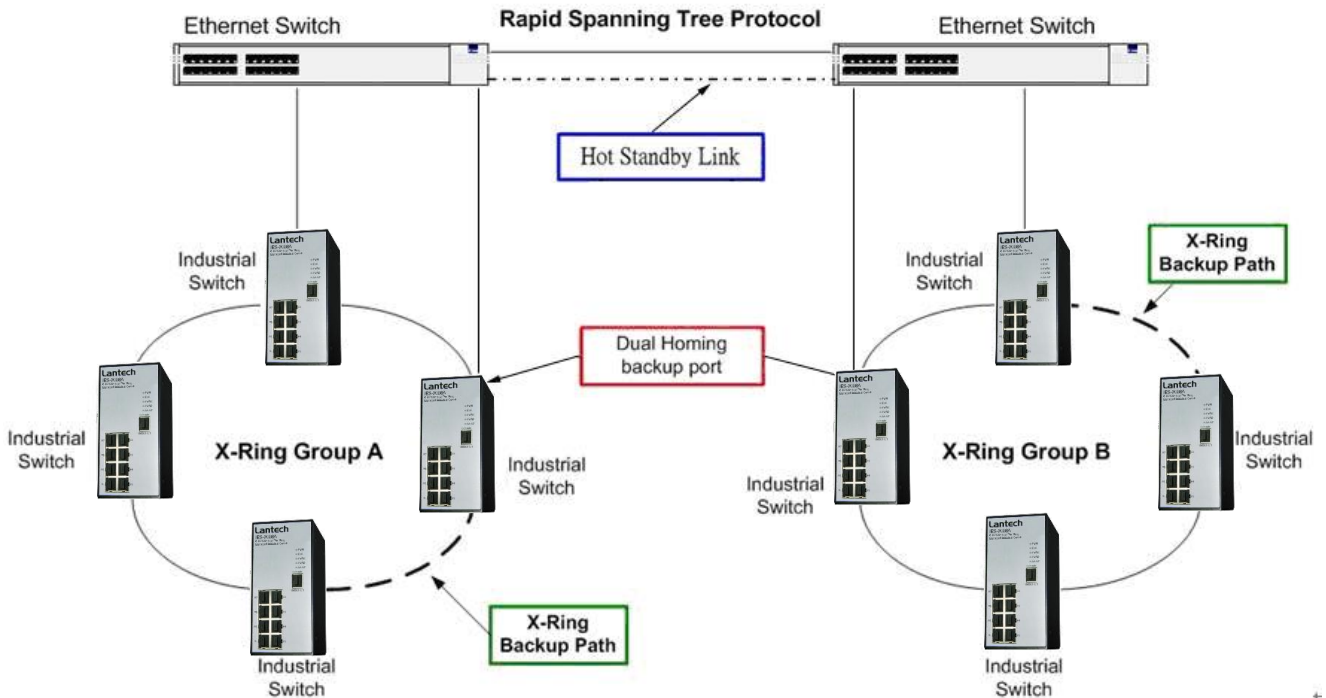 Rapid Spanning Tree Protocol
Ethernet Switch
Ethernet Switch
Hot Standby Link
Industrial
Switch
Lantech
Industrial
Switch
Lantech
X-Ring
Backup Path
Dual Homing
backup port
Lantech
Industrial
Switch
X-Ring Group A
Lantech
Industrial
Switch
Lantech
Industrial
Switch
X-Ring Group B
Lantech
Industrial
Switch
Lantech
Industrial
Switch
X-Ring
Backup Path
Lantech
Industrial
Switch